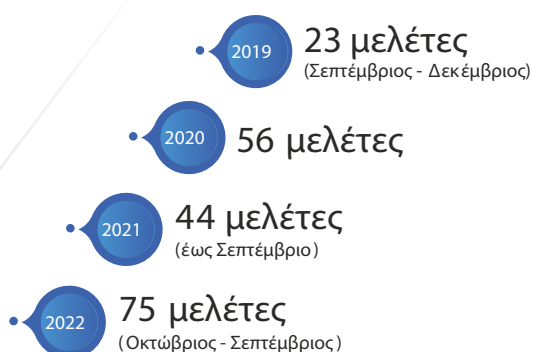 2019
23 μελέτες
(Σεπτέμβριος - Δεκέμβριος)
2020
56 μελέτες
2021
44 μελέτες
(έως Σεπτέμβριο)
2022
75 μελέτες
(Οκτώβριος - Σεπτέμβριος)